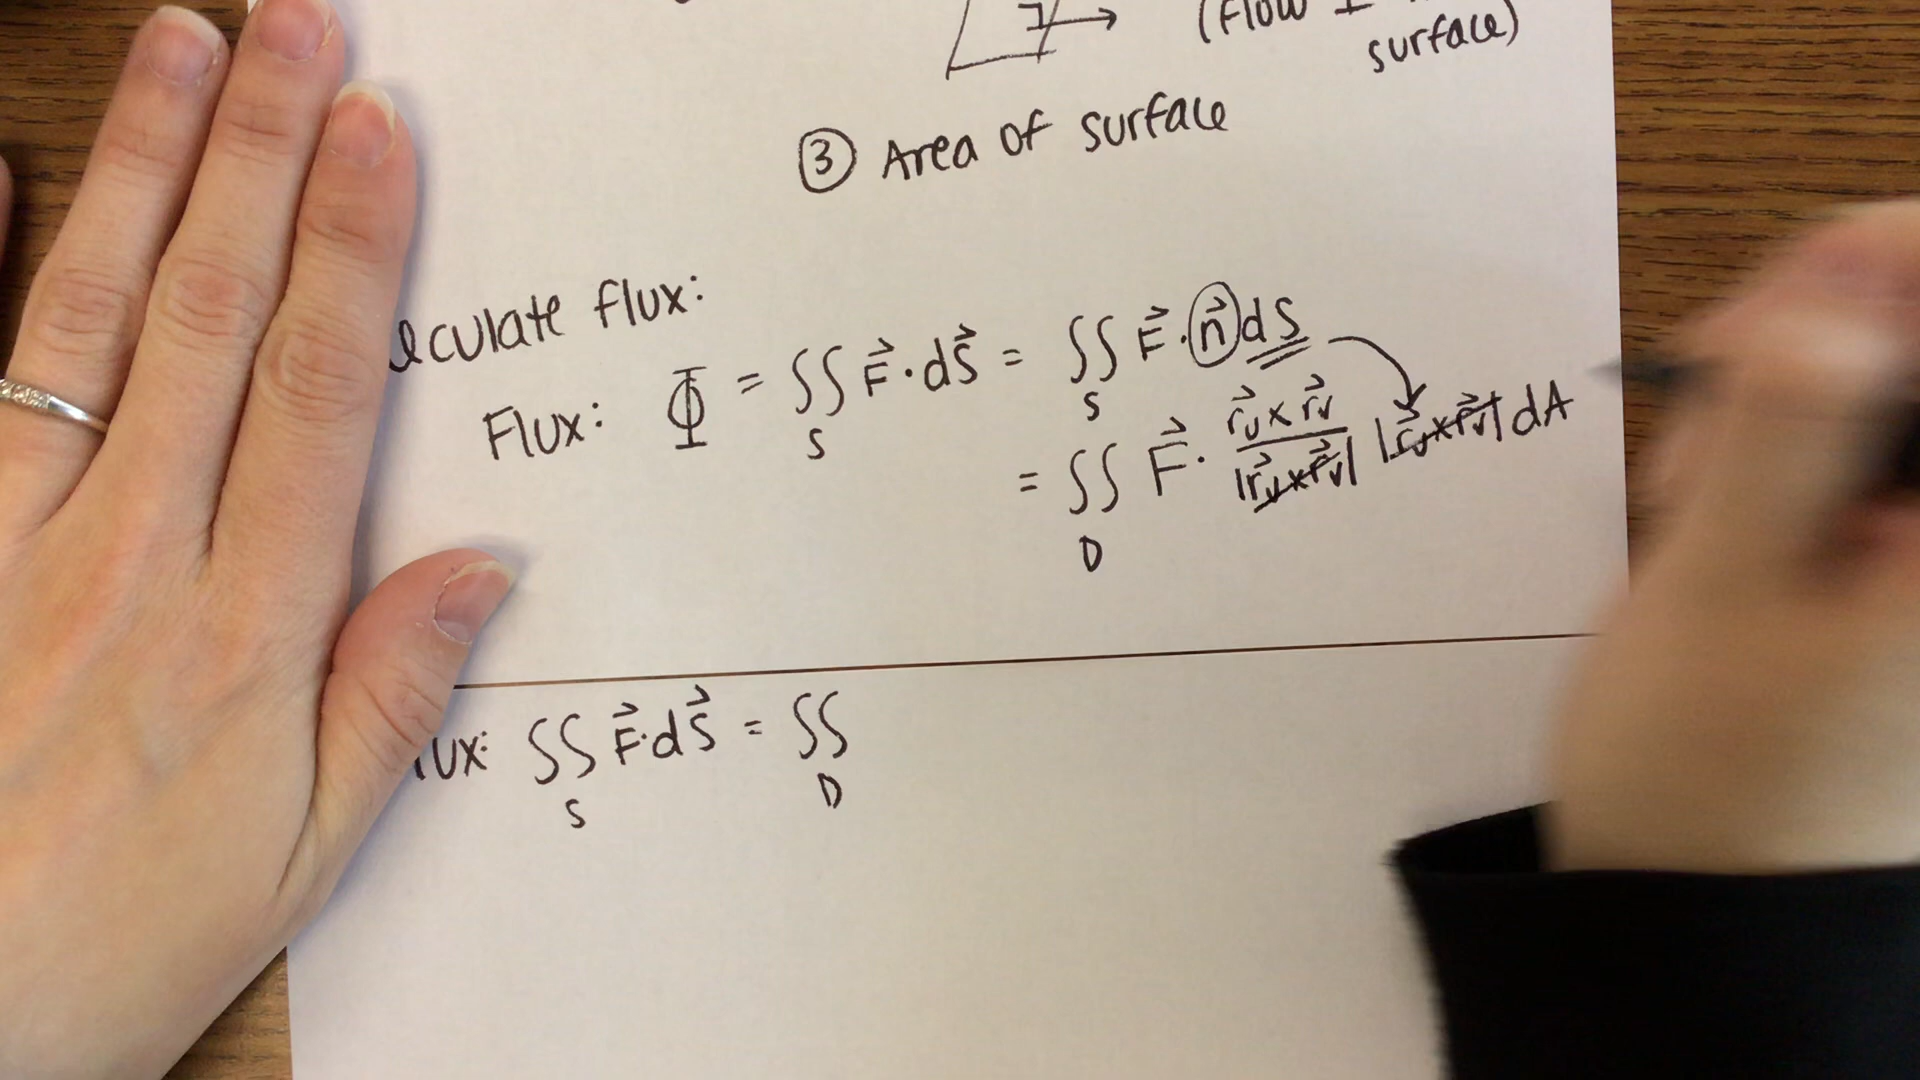 (Flow ⊥
surface)
③ Area of surface
lculate flux:
Flux: Φ = ∬_S F⃗ · dS⃗ = ∬_S F⃗ · n⃗ dS
= ∬_D F⃗ · (r⃗_u × r⃗_v)/|r⃗_u × r⃗_v| |r⃗_u × r⃗_v| dA
lux: ∬_S F⃗ · dS⃗ = ∬_D